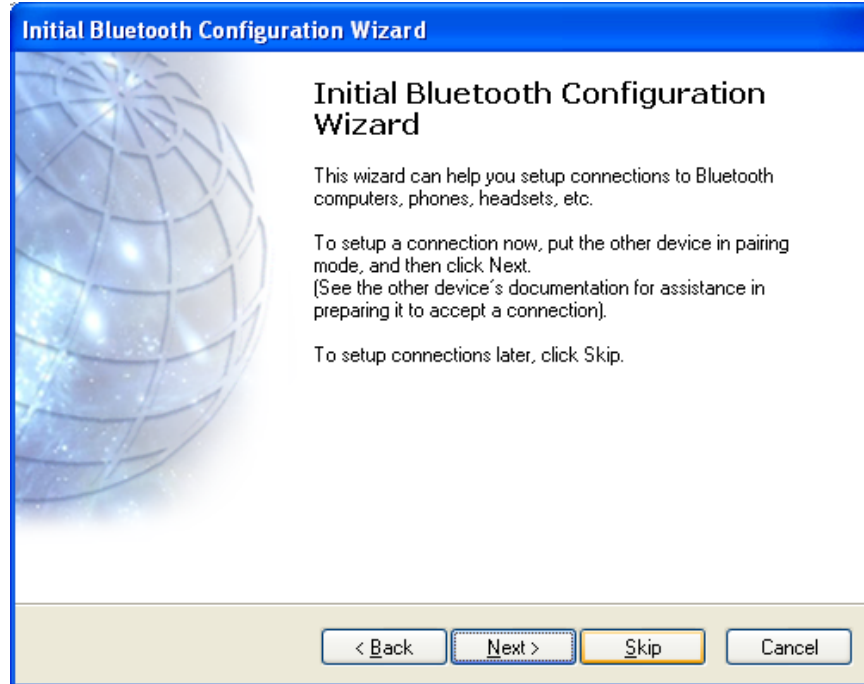 Initial Bluetooth Configuration Wizard
Initial Bluetooth Configuration
Wizard
This wizard can help you setup connections to Bluetooth
computers, phones, headsets, etc.
To setup a connection now, put the other device in pairing
mode, and then click Next.
(See the other device´s documentation for assistance in
preparing it to accept a connection).
To setup connections later, click Skip.
< Back Next > Skip Cancel